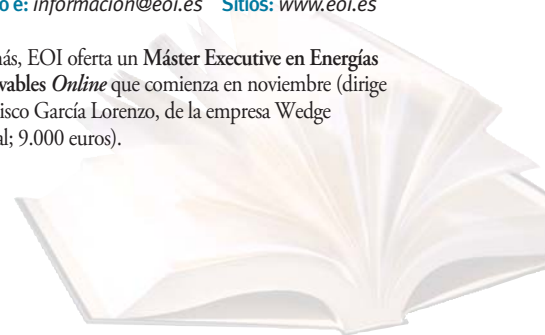 o e: informacion@eoi.es Sitios: www.eoi.es
más, EOI oferta un Máster Executive en Energías
vables Online que comienza en noviembre (dirige
isco García Lorenzo, de la empresa Wedge
al; 9.000 euros).